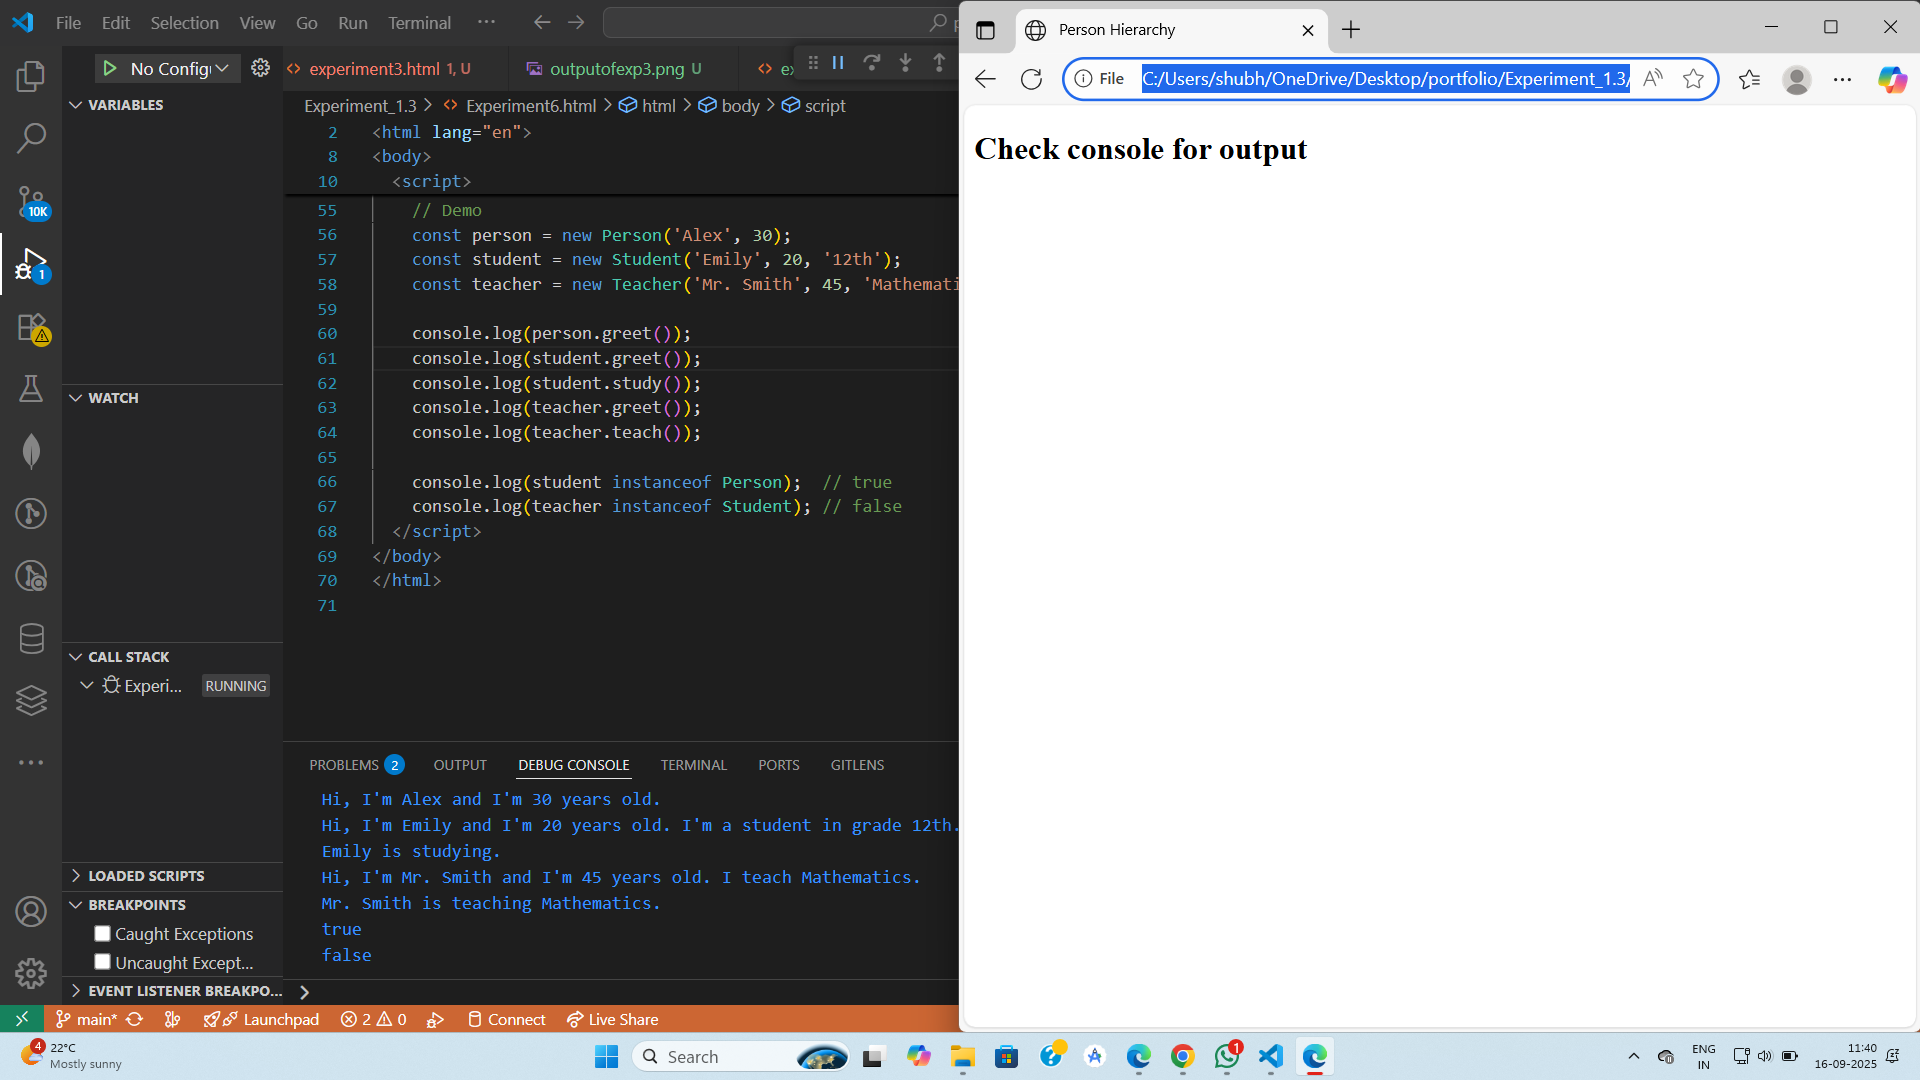 File Edit Selection View Go Run Terminal ···
No Config
experiment3.html 1, U
outputofexp3.png U
ex
VARIABLES
Experiment_1.3 > Experiment6.html > html > body > script
2 <html lang="en">
8 <body>
10 <script>
55 // Demo
56 const person = new Person('Alex', 30);
57 const student = new Student('Emily', 20, '12th');
58 const teacher = new Teacher('Mr. Smith', 45, 'Mathemati
59
60 console.log(person.greet());
61 console.log(student.greet());
62 console.log(student.study());
63 console.log(teacher.greet());
64 console.log(teacher.teach());
65
66 console.log(student instanceof Person);  // true
67 console.log(teacher instanceof Student); // false
68 </script>
69 </body>
70 </html>
71
10K
1
WATCH
CALL STACK
Experi... RUNNING
LOADED SCRIPTS
BREAKPOINTS
Caught Exceptions
Uncaught Except...
EVENT LISTENER BREAKPO...
PROBLEMS 2 OUTPUT DEBUG CONSOLE TERMINAL PORTS GITLENS
Hi, I'm Alex and I'm 30 years old.
Hi, I'm Emily and I'm 20 years old. I'm a student in grade 12th.
Emily is studying.
Hi, I'm Mr. Smith and I'm 45 years old. I teach Mathematics.
Mr. Smith is teaching Mathematics.
true
false
>
main* Launchpad 2 0 Connect Live Share
Person Hierarchy
File C:/Users/shubh/OneDrive/Desktop/portfolio/Experiment_1.3/
Check console for output
4
22°C
Mostly sunny
Search
1
ENG
IN
11:40
16-09-2025